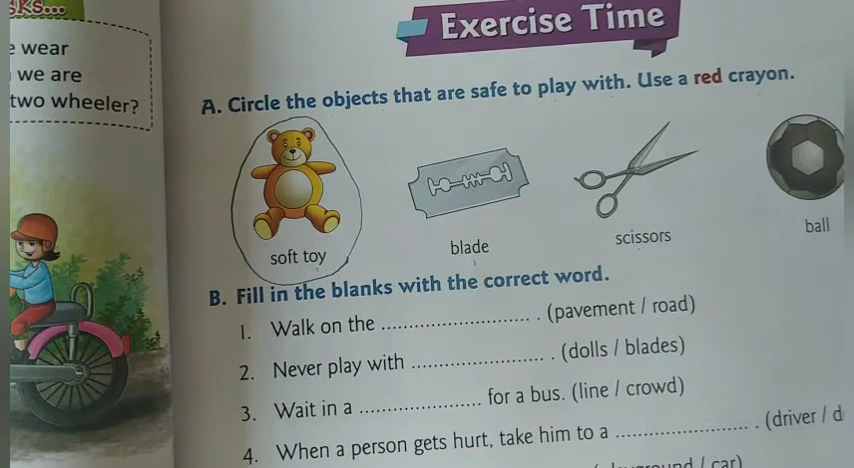 e wear
we are
two wheeler?
Exercise Time
A. Circle the objects that are safe to play with. Use a red crayon.
soft toy
blade
scissors
ball
B. Fill in the blanks with the correct word.
1. Walk on the ........................... . (pavement / road)
2. Never play with ........................ . (dolls / blades)
3. Wait in a ...................... for a bus. (line / crowd)
4. When a person gets hurt, take him to a ........................ . (driver / d
/ car)